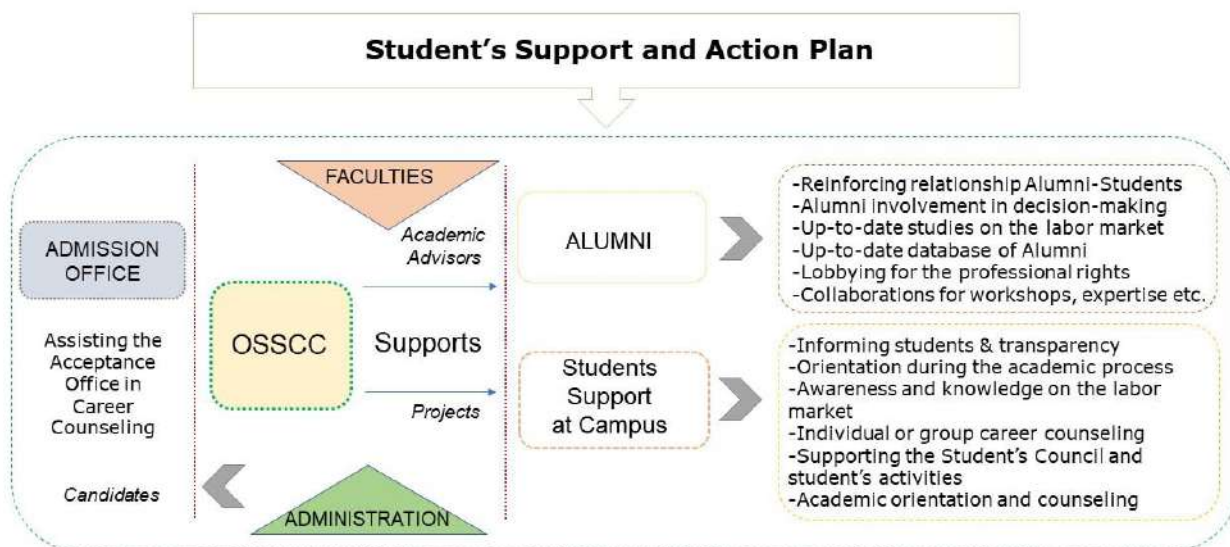 Student's Support and Action Plan
ADMISSION
OFFICE
Assisting the
Acceptance
Office in
Career
Counseling
Candidates
FACULTIES
Academic
Advisors
OSSCC
Supports
Projects
ADMINISTRATION
ALUMNI
-Reinforcing relationship Alumni-Students
-Alumni involvement in decision-making
-Up-to-date studies on the labor market
-Up-to-date database of Alumni
-Lobbying for the professional rights
-Collaborations for workshops, expertise etc.
Students
Support
at Campus
-Informing students & transparency
-Orientation during the academic process
-Awareness and knowledge on the labor
market
-Individual or group career counseling
-Supporting the Student's Council and
student's activities
-Academic orientation and counseling